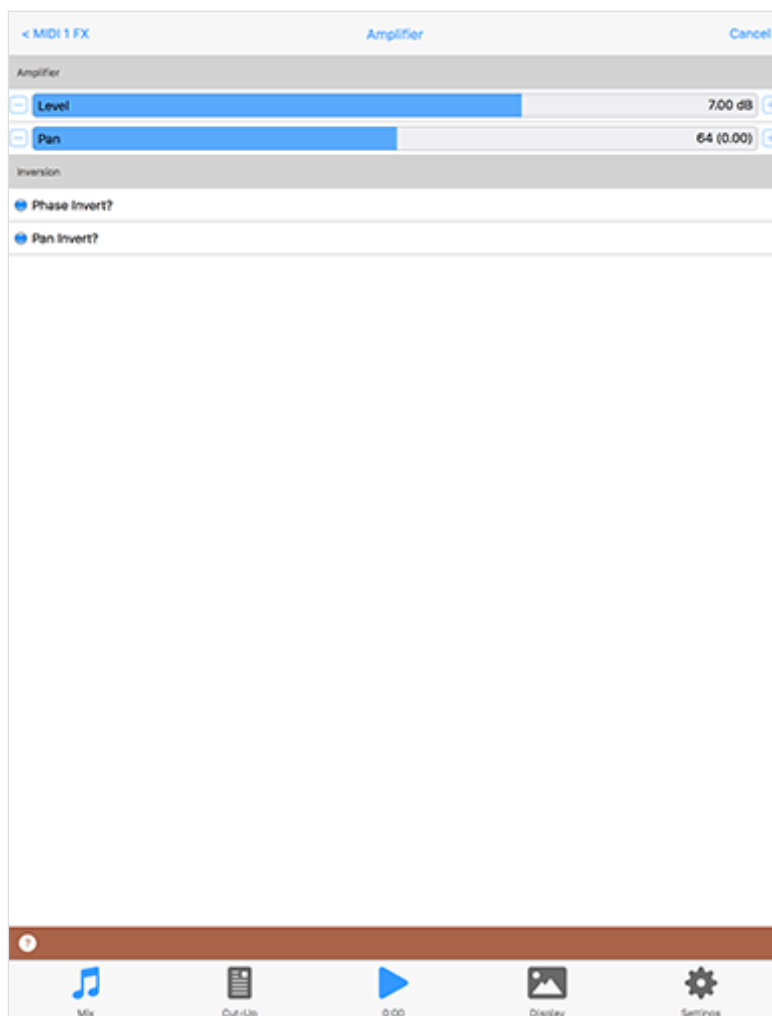 < MIDI 1 FX Amplifier Cancel
Amplifier
Level 7.00 dB
Pan 64 (0.00)
Inversion
Phase Invert?
Pan Invert?
?
Mix Cut-Up 0:00 Display Settings